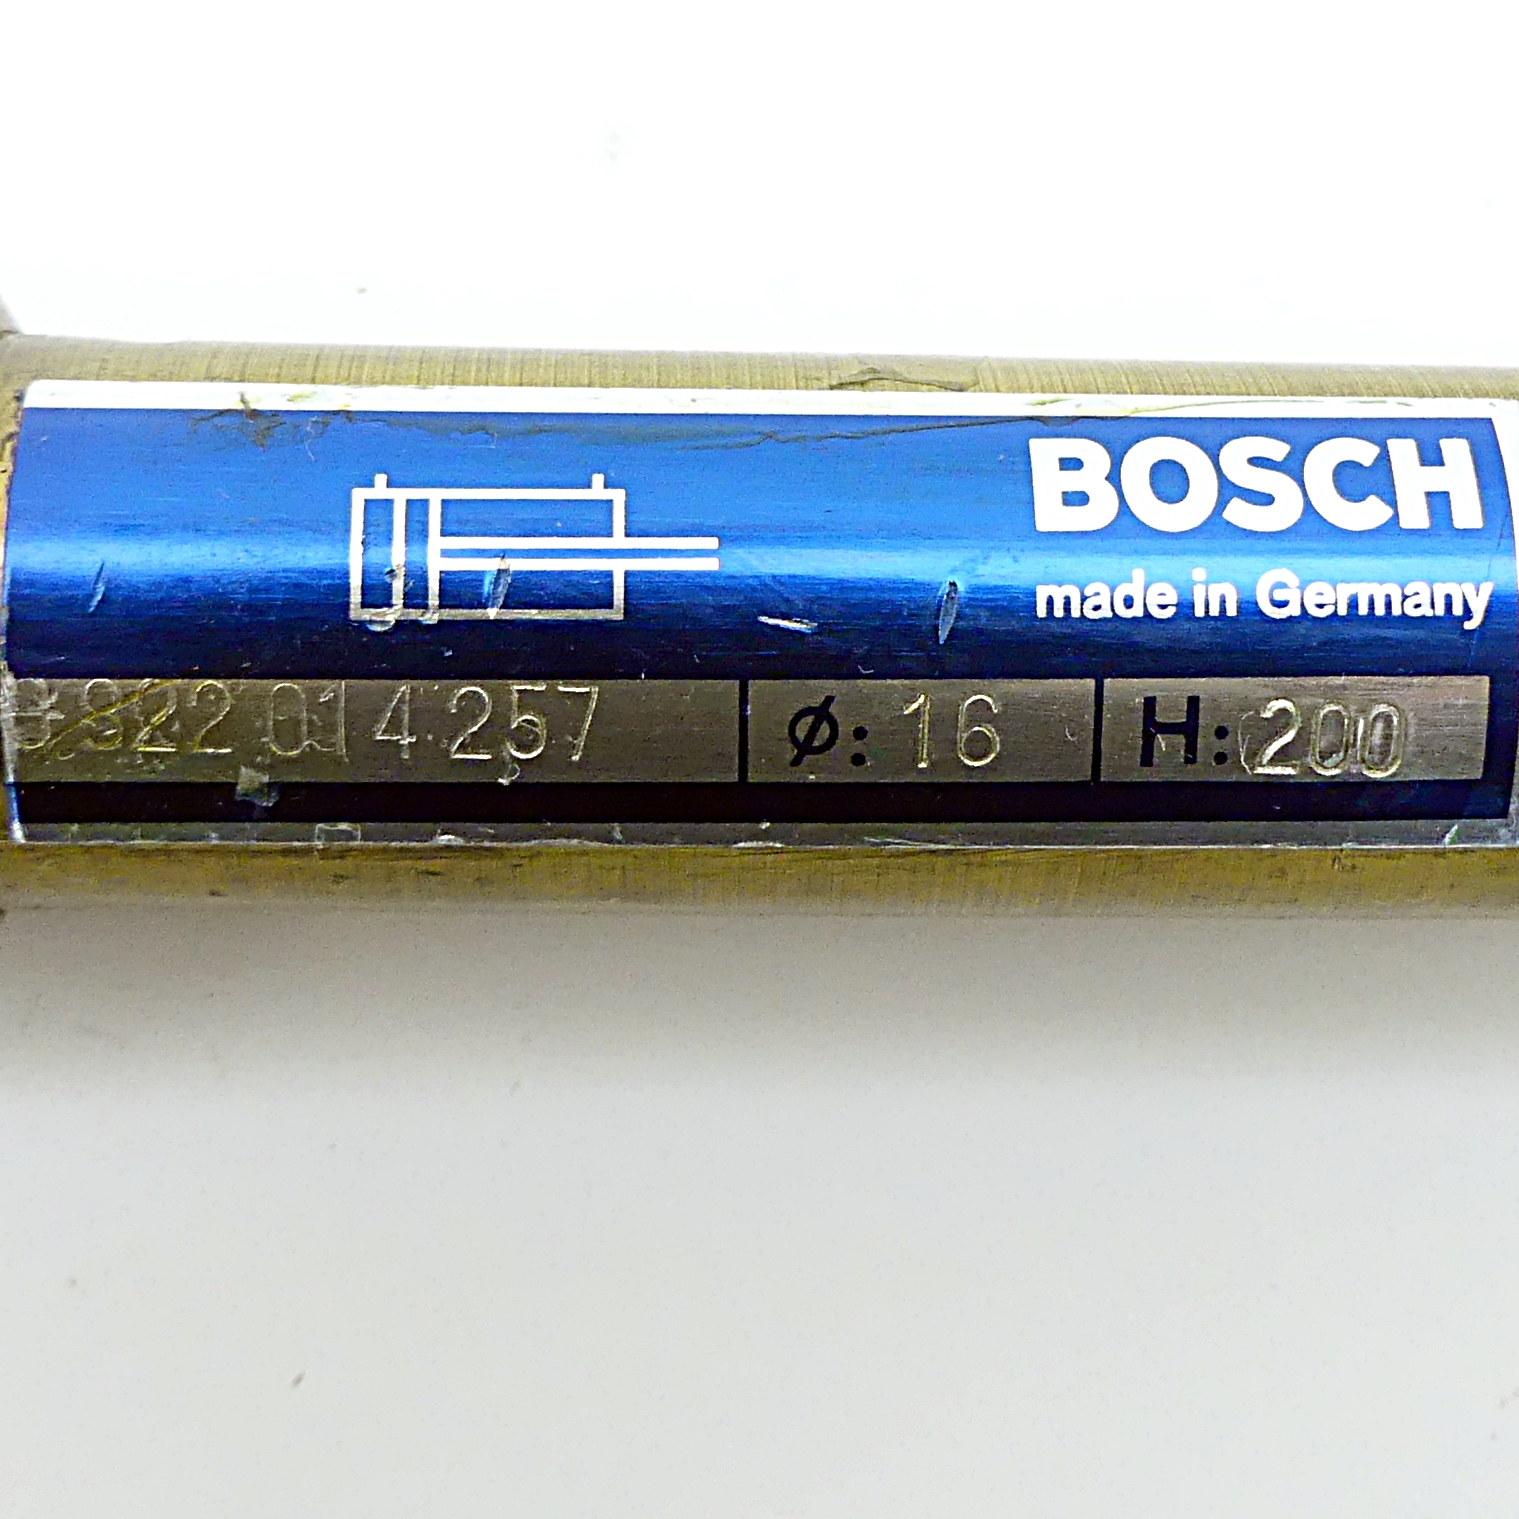 BOSCH
made in Germany
0 822 014 257 Ø: 16 H: 200